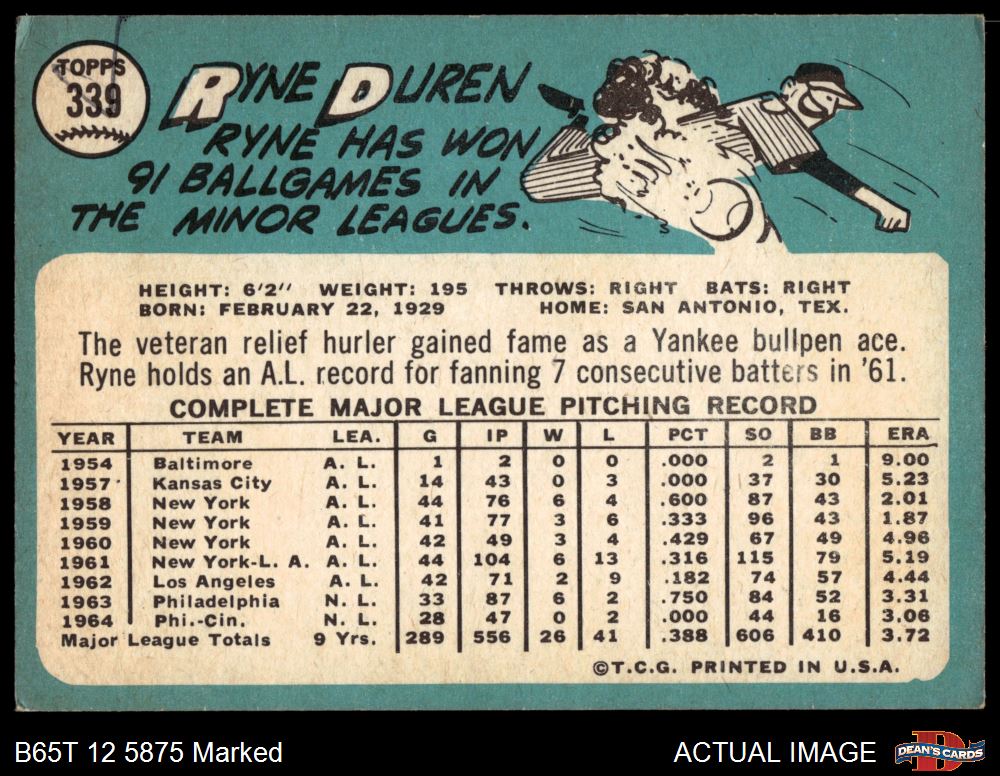 TOPPS
339
RYNE DUREN
RYNE HAS WON
91 BALLGAMES IN
THE MINOR LEAGUES.
HEIGHT: 6'2" WEIGHT: 195 THROWS: RIGHT BATS: RIGHT
BORN: FEBRUARY 22, 1929 HOME: SAN ANTONIO, TEX.
The veteran relief hurler gained fame as a Yankee bullpen ace.
Ryne holds an A.L. record for fanning 7 consecutive batters in '61.
COMPLETE MAJOR LEAGUE PITCHING RECORD
YEAR TEAM LEA. G IP W L PCT SO BB ERA
1954 Baltimore A. L. 1 2 0 0 .000 2 1 9.00
1957 Kansas City A. L. 14 43 0 3 .000 37 30 5.23
1958 New York A. L. 44 76 6 4 .600 87 43 2.01
1959 New York A. L. 41 77 3 6 .333 96 43 1.87
1960 New York A. L. 42 49 3 4 .429 67 49 4.96
1961 New York-L. A. A. L. 44 104 6 13 .316 115 79 5.19
1962 Los Angeles A. L. 42 71 2 9 .182 74 57 4.44
1963 Philadelphia N. L. 33 87 6 2 .750 84 52 3.31
1964 Phi.-Cin. N. L. 28 47 0 2 .000 44 16 3.06
Major League Totals 9 Yrs. 289 556 26 41 .388 606 410 3.72
©T.C.G. PRINTED IN U.S.A.
B65T 12 5875 Marked ACTUAL IMAGE DEAN'S CARDS